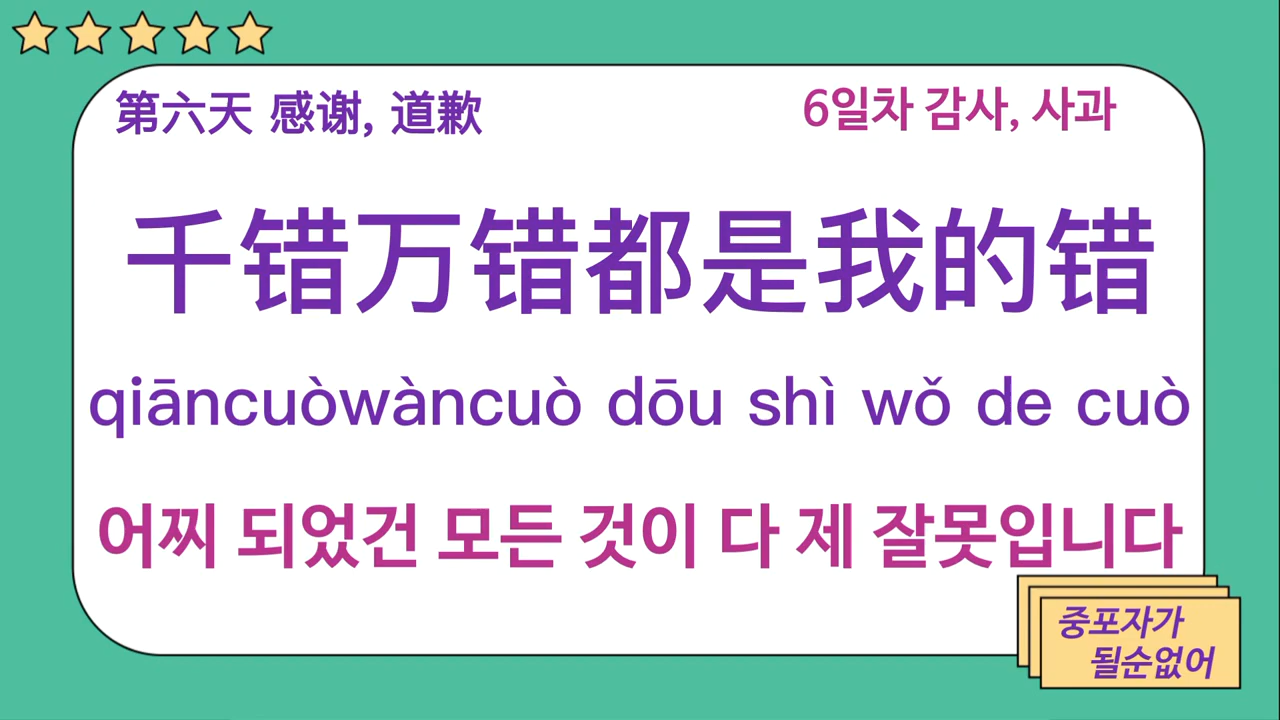 第六天 感谢, 道歉
6일차 감사, 사과
千错万错都是我的错
qiāncuòwàncuò dōu shì wǒ de cuò
어찌 되었건 모든 것이 다 제 잘못입니다
중포자가
될순없어